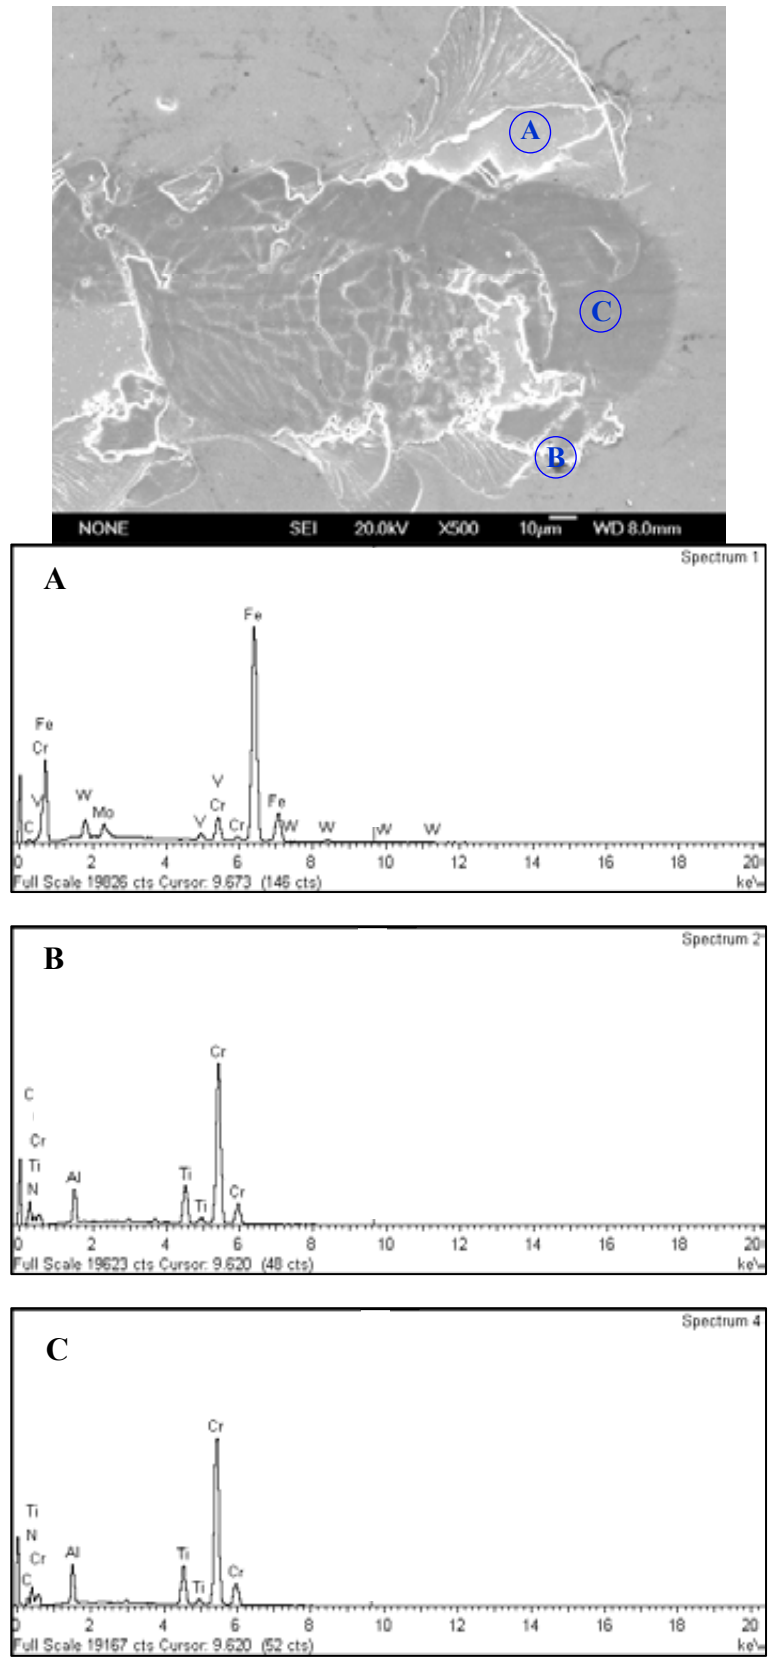 A
C
B
NONE SEI 20.0kV X500 10µm WD 8.0mm
Spectrum 1
A
Fe
Fe
Cr
V
C
W
Mo
V
V
Cr
Cr
Fe
W
W
W
W
0 2 4 6 8 10 12 14 16 18 20
Full Scale 19826 cts Cursor: 9.673 (146 cts)
Spectrum 2
B
Cr
C
Cr
Ti
N
Al
Ti
Ti
Cr
0 2 4 6 8 10 12 14 16 18 20
Full Scale 19623 cts Cursor: 9.620 (48 cts)
Spectrum 4
C
Cr
Ti
N
Cr
C
Al
Ti
Ti
Cr
0 2 4 6 8 10 12 14 16 18 20
Full Scale 19167 cts Cursor: 9.620 (52 cts)